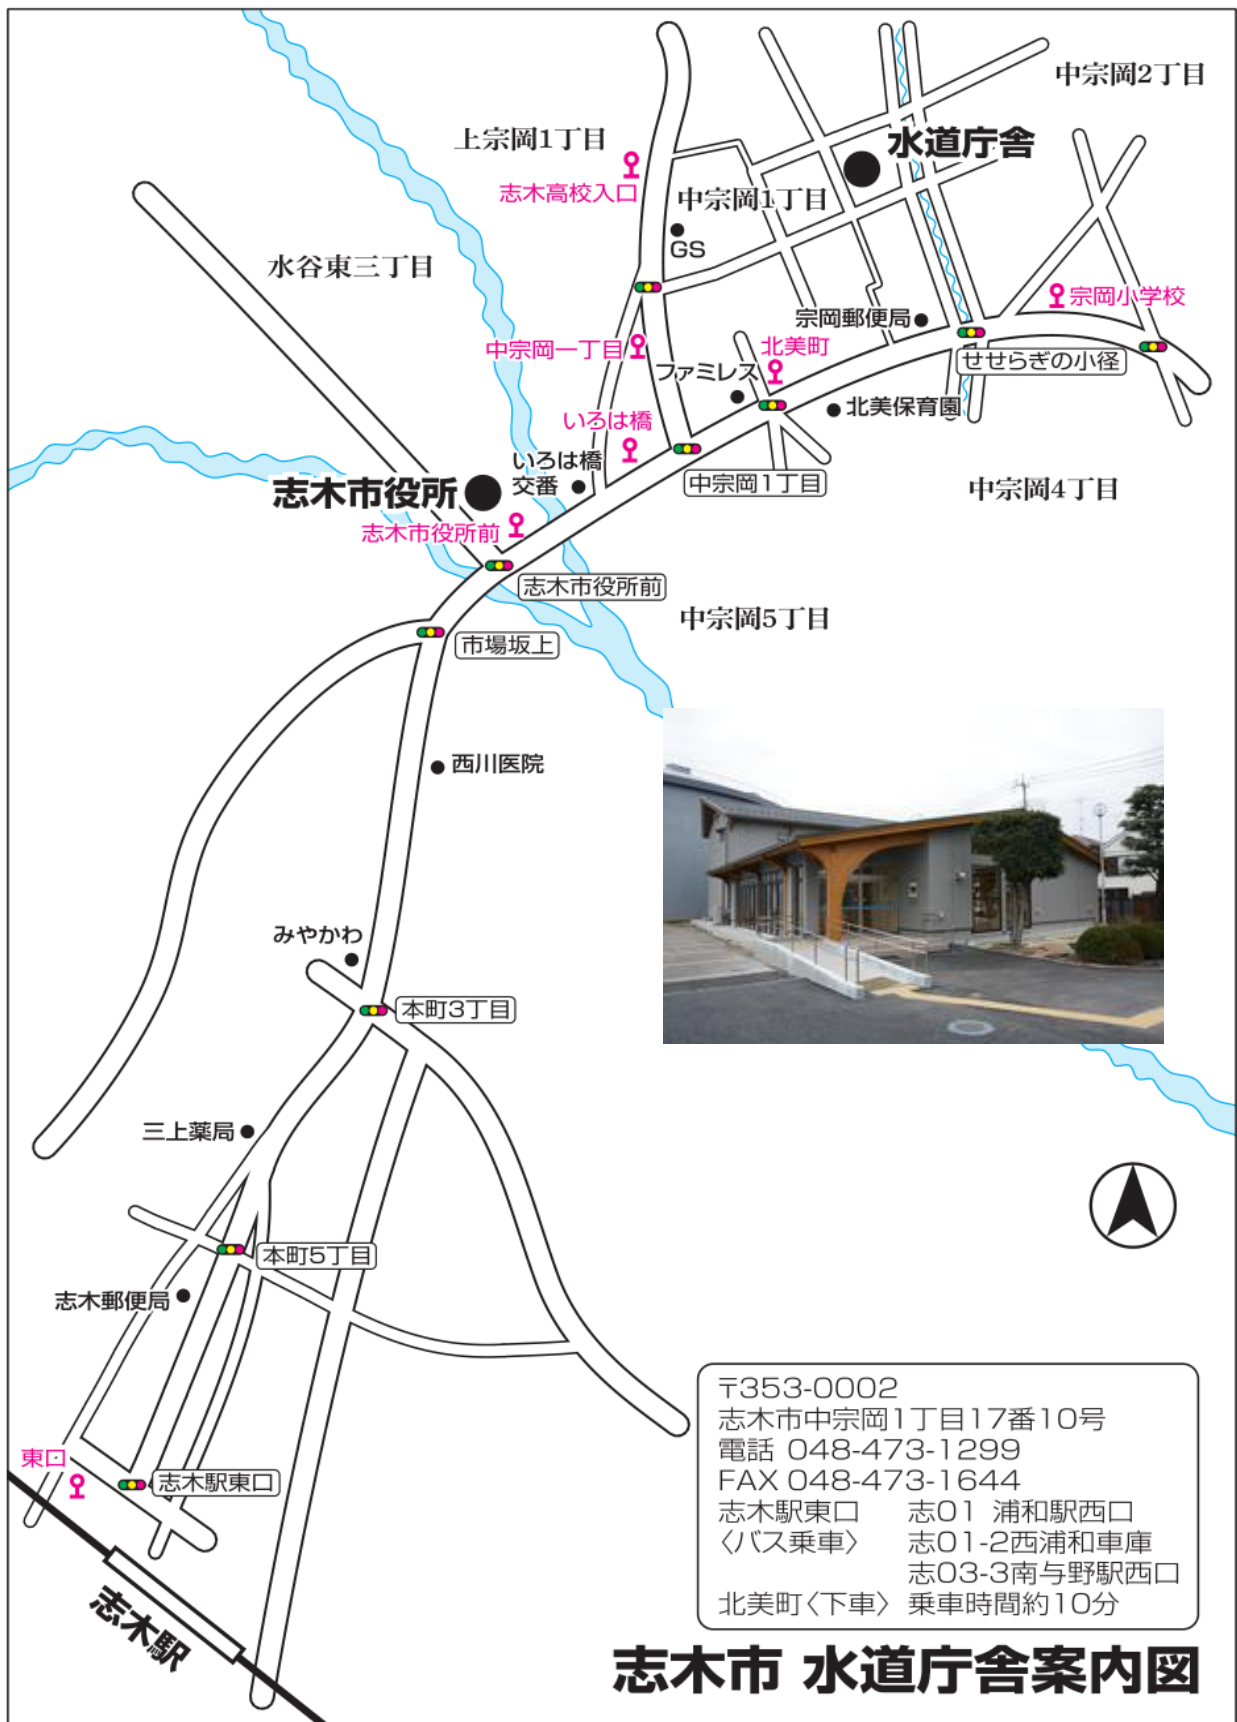 中宗岡2丁目
上宗岡1丁目
水道庁舎
志木高校入口
中宗岡1丁目
GS
水谷東三丁目
宗岡小学校
宗岡郵便局
北美町
中宗岡一丁目
せせらぎの小径
ファミレス
北美保育園
いろは橋
いろは橋
交番
中宗岡1丁目
中宗岡4丁目
志木市役所
志木市役所前
志木市役所前
中宗岡5丁目
市場坂上
西川医院
みやかわ
本町3丁目
三上薬局
本町5丁目
志木郵便局
東口
志木駅東口
志木駅
〒353-0002
志木市中宗岡1丁目17番10号
電話 048-473-1299
FAX 048-473-1644
志木駅東口 志01 浦和駅西口
〈バス乗車〉 志01-2西浦和車庫
志03-3南与野駅西口
北美町〈下車〉 乗車時間約10分
志木市 水道庁舎案内図